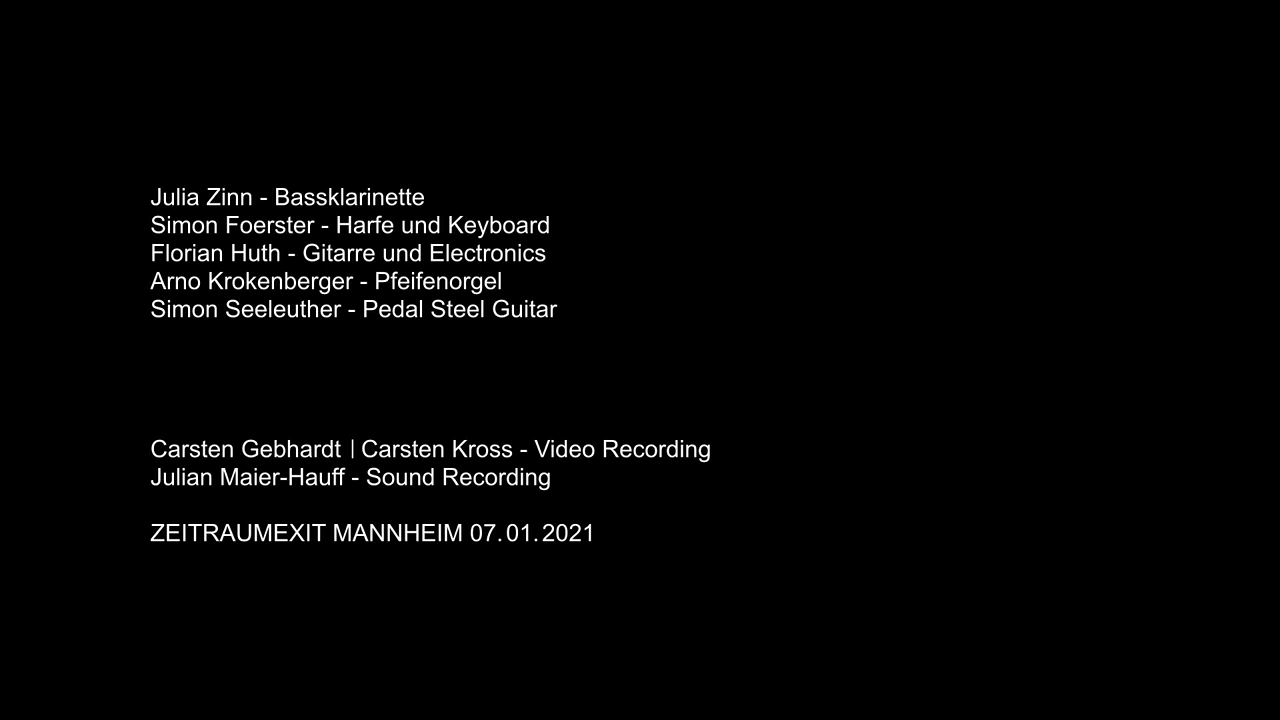 Julia Zinn - Bassklarinette
Simon Foerster - Harfe und Keyboard
Florian Huth - Gitarre und Electronics
Arno Krokenberger - Pfeifenorgel
Simon Seeleuther - Pedal Steel Guitar
Carsten Gebhardt | Carsten Kross - Video Recording
Julian Maier-Hauff - Sound Recording
ZEITRAUMEXIT MANNHEIM 07.01.2021